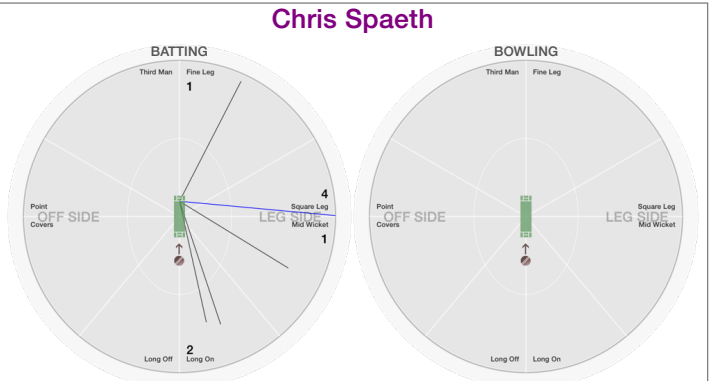 Chris Spaeth
BATTING
Third Man
Fine Leg
1
4
Point
Square Leg
OFF SIDE
LEG SIDE
Covers
Mid Wicket
1
2
Long Off
Long On
BOWLING
Third Man
Fine Leg
Point
Square Leg
OFF SIDE
LEG SIDE
Covers
Mid Wicket
Long Off
Long On